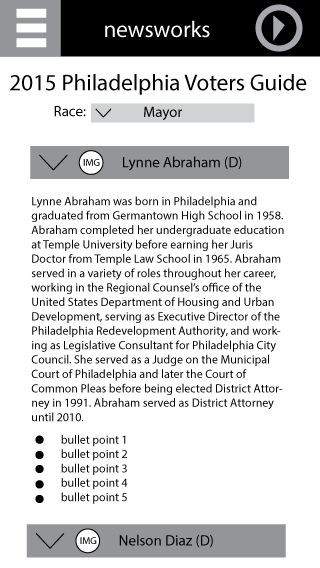 newsworks
2015 Philadelphia Voters Guide
Race: Mayor
IMG Lynne Abraham (D)
Lynne Abraham was born in Philadelphia and
graduated from Germantown High School in 1958.
Abraham completed her undergraduate education
at Temple University before earning her Juris
Doctor from Temple Law School in 1965. Abraham
served in a variety of roles throughout her career,
working in the Regional Counsel's office of the
United States Department of Housing and Urban
Development, serving as Executive Director of the
Philadelphia Redevelopment Authority, and work-
ing as Legislative Consultant for Philadelphia City
Council. She served as a Judge on the Municipal
Court of Philadelphia and later the Court of
Common Pleas before being elected District Attor-
ney in 1991. Abraham served as District Attorney
until 2010.
● bullet point 1
● bullet point 2
● bullet point 3
● bullet point 4
● bullet point 5
IMG Nelson Diaz (D)